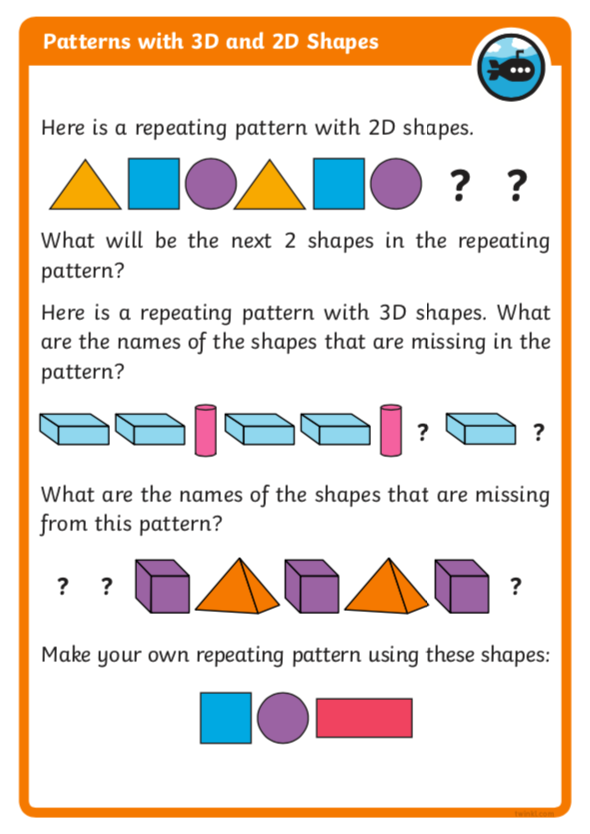 Patterns with 3D and 2D Shapes
Here is a repeating pattern with 2D shapes.
? ?
What will be the next 2 shapes in the repeating
pattern?
Here is a repeating pattern with 3D shapes. What
are the names of the shapes that are missing in the
pattern?
? ?
What are the names of the shapes that are missing
from this pattern?
? ? ?
Make your own repeating pattern using these shapes: